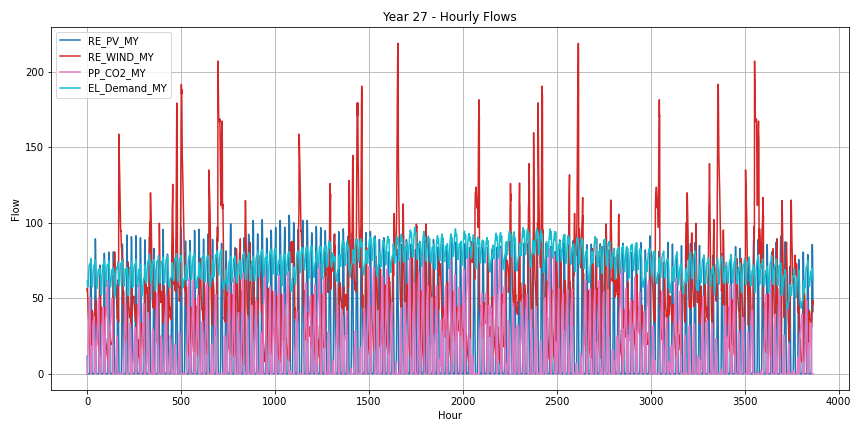 Year 27 - Hourly Flows
RE_PV_MY
RE_WIND_MY
PP_CO2_MY
EL_Demand_MY
Flow
200
150
100
50
0
0 500 1000 1500 2000 2500 3000 3500 4000
Hour